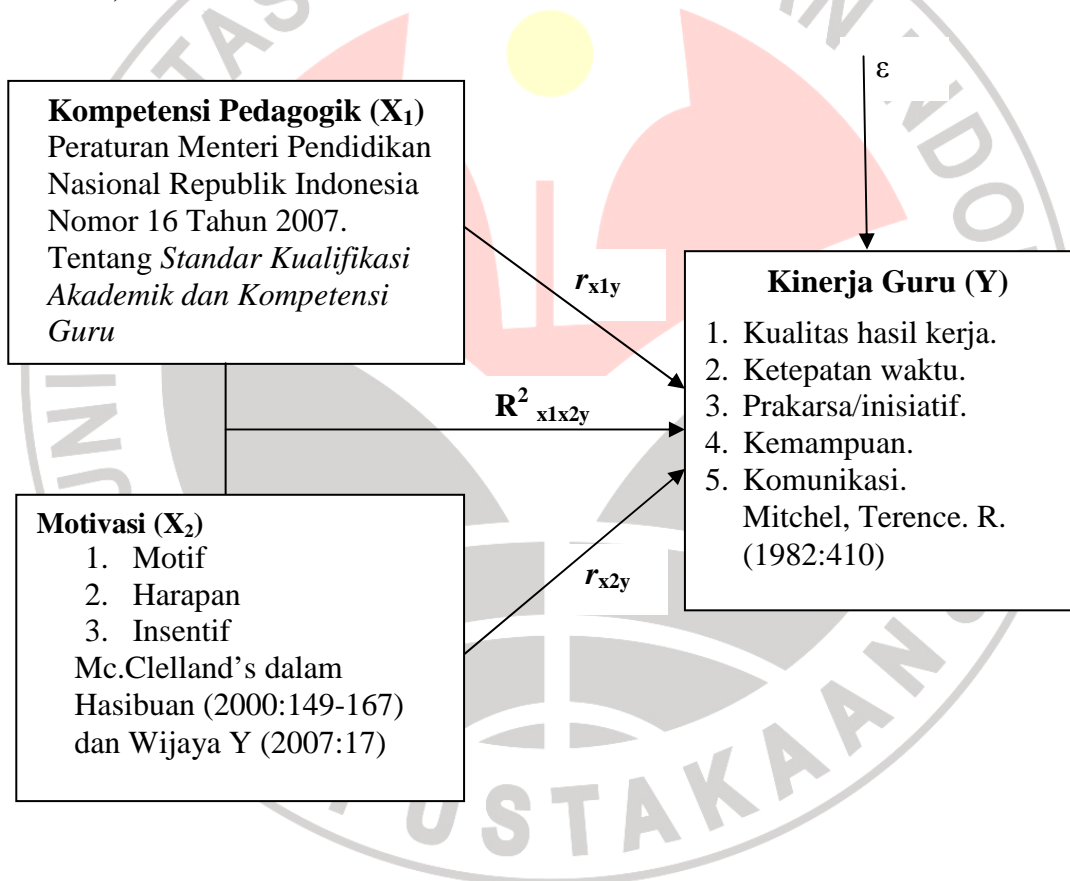 ε
Kompetensi Pedagogik (X₁)
Peraturan Menteri Pendidikan
Nasional Republik Indonesia
Nomor 16 Tahun 2007.
Tentang Standar Kualifikasi
Akademik dan Kompetensi
Guru
r x1y
R² x1x2y
Kinerja Guru (Y)
1. Kualitas hasil kerja.
2. Ketepatan waktu.
3. Prakarsa/inisiatif.
4. Kemampuan.
5. Komunikasi.
Mitchel, Terence. R.
(1982:410)
Motivasi (X₂)
1. Motif
2. Harapan
3. Insentif
Mc.Clelland's dalam
Hasibuan (2000:149-167)
dan Wijaya Y (2007:17)
r x2y